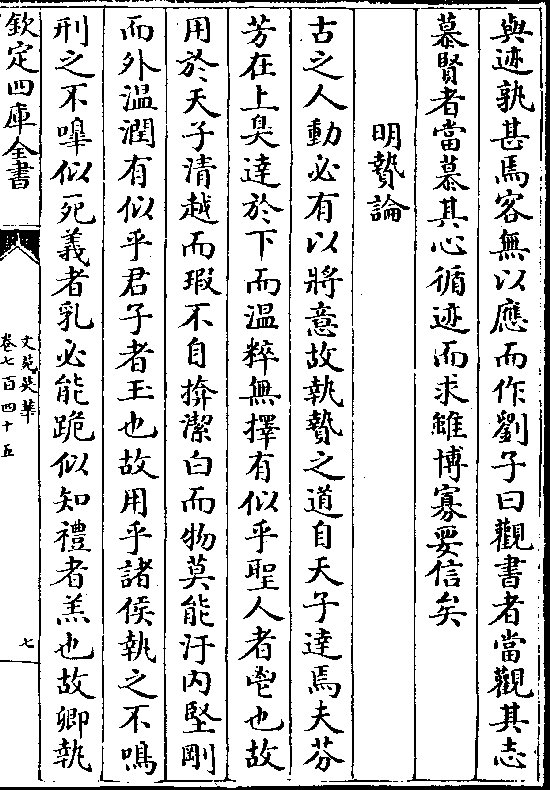 與迹孰甚焉客無以應而作劉子曰觀書者當觀其志
慕賢者當慕其心循迹而求雖博寡要信矣
明贄論
古之人動必有以將意故執贄之道自天子達焉夫芬
芳在上臭達於下而溫粹無擇有似乎聖人者鬯也故
用於天子清越而瑕不自揜潔白而物莫能汙内堅剛
而外溫潤有似乎君子者玉也故用乎諸侯執之不鳴
刑之不嘷似死義者乳必能跪似知禮者羔也故卿執
欽定四庫全書
文苑英華
卷七百四十五
七